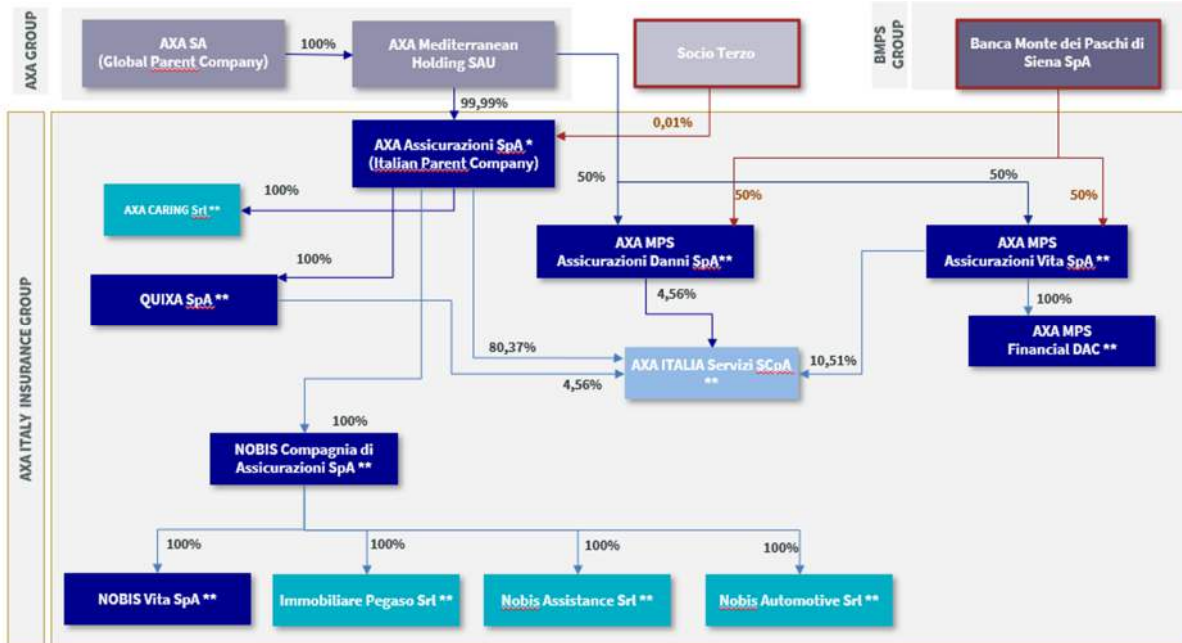 AXA GROUP
AXA SA
(Global Parent Company)
100%
AXA Mediterranean
Holding SAU
Socio Terzo
BMPS
GROUP
Banca Monte dei Paschi di
Siena SpA
99,99%
0,01%
AXA ITALY INSURANCE GROUP
AXA Assicurazioni SpA *
(Italian Parent Company)
100%
AXA CARING Srl **
50%
50%
50%
50%
AXA MPS
Assicurazioni Danni SpA**
AXA MPS
Assicurazioni Vita SpA **
100%
QUIXA SpA **
4,56%
100%
AXA MPS
Financial DAC **
80,37%
AXA ITALIA Servizi SCpA
**
10,51%
4,56%
100%
NOBIS Compagnia di
Assicurazioni SpA **
100%
100%
100%
100%
NOBIS Vita SpA **
Immobiliare Pegaso Srl **
Nobis Assistance Srl **
Nobis Automotive Srl **